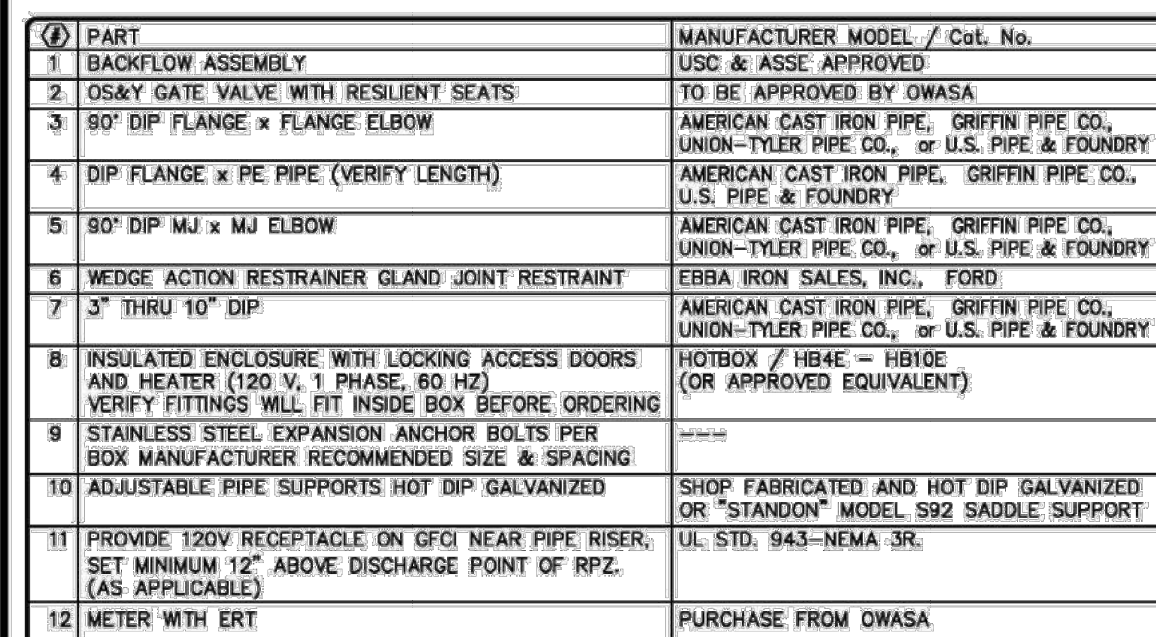 # PART MANUFACTURER MODEL / Cat. No.
1 BACKFLOW ASSEMBLY USC & ASSE APPROVED
2 OS&Y GATE VALVE WITH RESILIENT SEATS TO BE APPROVED BY OWASA
3 90° DIP FLANGE x FLANGE ELBOW AMERICAN CAST IRON PIPE, GRIFFIN PIPE CO.,
UNION-TYLER PIPE CO., or U.S. PIPE & FOUNDRY
4 DIP FLANGE x PE PIPE (VERIFY LENGTH) AMERICAN CAST IRON PIPE, GRIFFIN PIPE CO.,
U.S. PIPE & FOUNDRY
5 90° DIP MJ x MJ ELBOW AMERICAN CAST IRON PIPE, GRIFFIN PIPE CO.,
UNION-TYLER PIPE CO., or U.S. PIPE & FOUNDRY
6 WEDGE ACTION RESTRAINER GLAND JOINT RESTRAINT EBBA IRON SALES, INC., FORD
7 3" THRU 10" DIP AMERICAN CAST IRON PIPE, GRIFFIN PIPE CO.,
UNION-TYLER PIPE CO., or U.S. PIPE & FOUNDRY
8 INSULATED ENCLOSURE WITH LOCKING ACCESS DOORS HOTBOX / HB4E - HB10E
AND HEATER (120 V, 1 PHASE, 60 HZ) (OR APPROVED EQUIVALENT)
VERIFY FITTINGS WILL FIT INSIDE BOX BEFORE ORDERING
9 STAINLESS STEEL EXPANSION ANCHOR BOLTS PER ---
BOX MANUFACTURER RECOMMENDED SIZE & SPACING
10 ADJUSTABLE PIPE SUPPORTS HOT DIP GALVANIZED SHOP FABRICATED AND HOT DIP GALVANIZED
OR "STANDON" MODEL S92 SADDLE SUPPORT
11 PROVIDE 120V RECEPTACLE ON GFCI NEAR PIPE RISER, UL STD. 943-NEMA 3R.
SET MINIMUM 12" ABOVE DISCHARGE POINT OF RPZ.
(AS APPLICABLE)
12 METER WITH ERT PURCHASE FROM OWASA